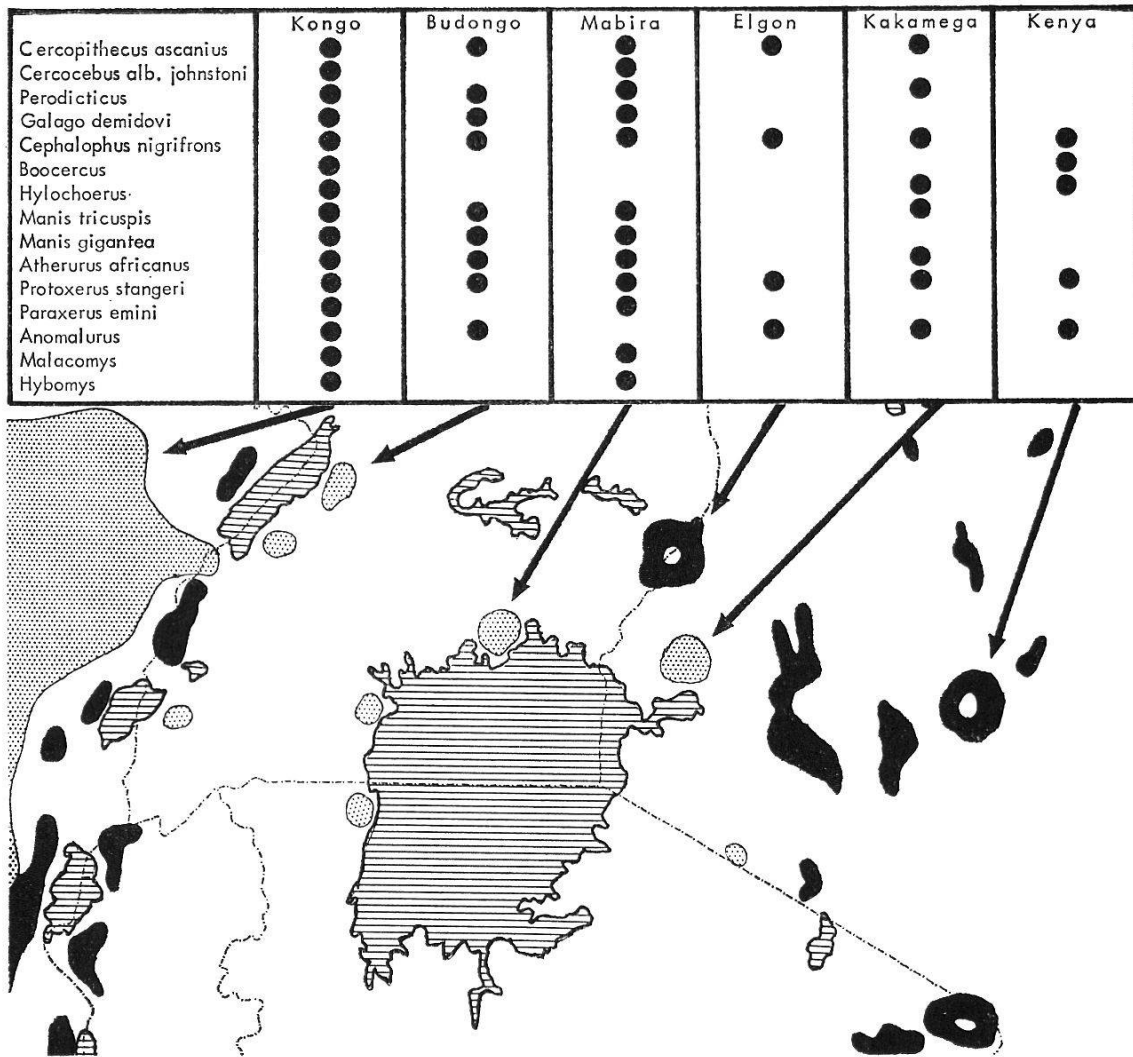 Kongo Budongo Mabira Elgon Kakamega Kenya
Cercopithecus ascanius
Cercocebus alb. johnstoni
Perodicticus
Galago demidovi
Cephalophus nigrifrons
Boocercus
Hylochoerus
Manis tricuspis
Manis gigantea
Atherurus africanus
Protoxerus stangeri
Paraxerus emini
Anomalurus
Malacomys
Hybomys